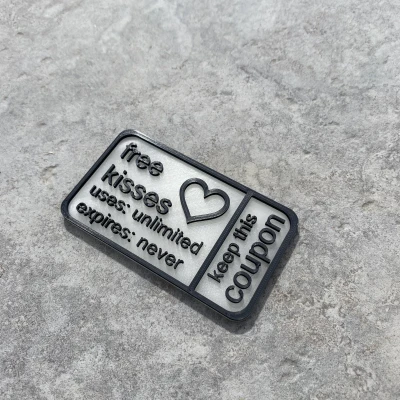 free
kisses
uses: unlimited
expires: never
keep this
coupon